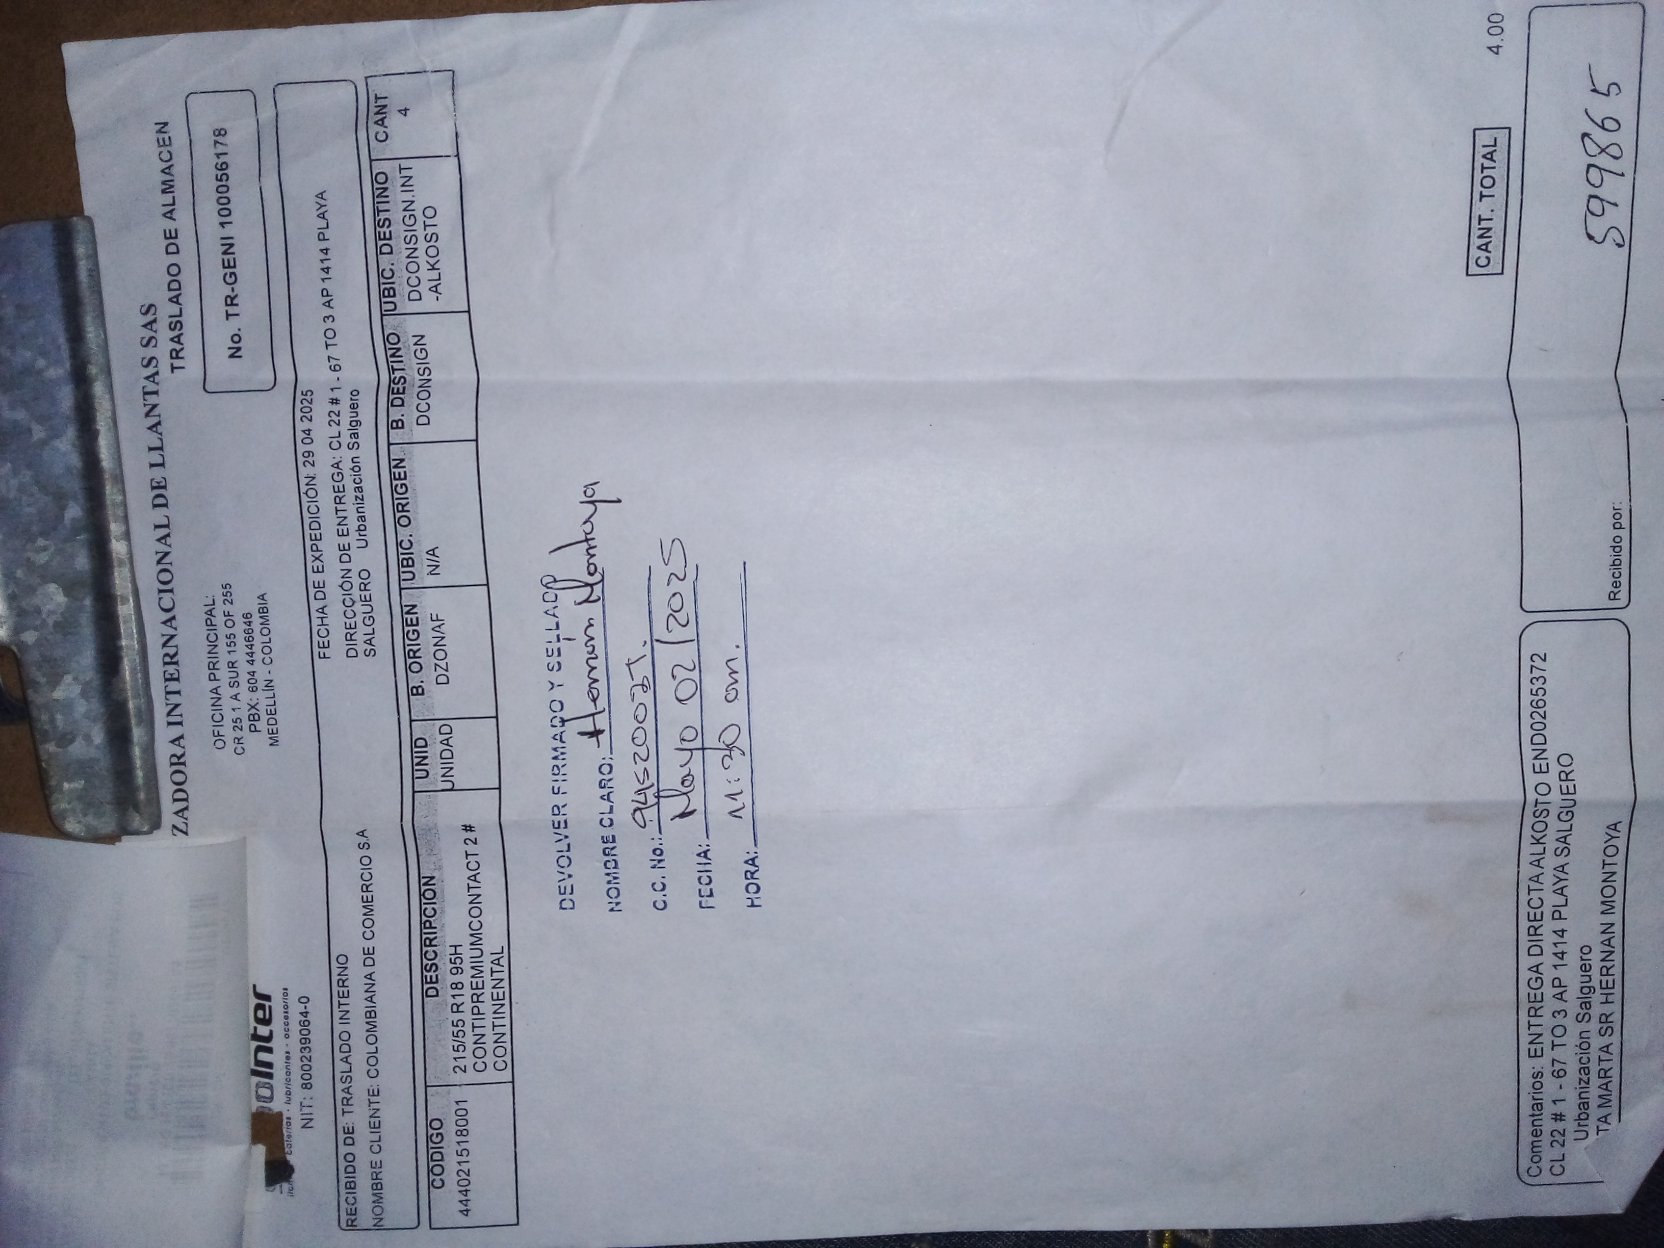 ZADORA INTERNACIONAL DE LLANTAS SAS
TRASLADO DE ALMACEN
OFICINA PRINCIPAL:
CR 25 1 A SUR 155 OF 255
PBX: 604 4446646
MEDELLÍN - COLOMBIA
No. TR-GENI 100056178
NIT: 800239064-0
RECIBIDO DE: TRASLADO INTERNO
NOMBRE CLIENTE: COLOMBIANA DE COMERCIO S.A
FECHA DE EXPEDICIÓN: 29 04 2025
DIRECCIÓN DE ENTREGA: CL 22 # 1 - 67 TO 3 AP 1414 PLAYA
SALGUERO Urbanización Salguero
CÓDIGO DESCRIPCIÓN UNID B. ORIGEN UBIC. ORIGEN B. DESTINO UBIC. DESTINO CANT
444021518001 215/55 R18 95H UNIDAD DZONAF N/A DCONSIGN DCONSIGN.INT 4
CONTIPREMIUMCONTACT 2 # -ALKOSTO
CONTINENTAL
DEVOLVER FIRMADO Y SELLADO
NOMBRE CLARO: Hernan Montoya
C.C. No.:
FECHA: Mayo 02/2025
HORA: 11:30 am.
CANT. TOTAL 4.00
Comentarios: ENTREGA DIRECTA ALKOSTO END0265372
CL 22 # 1 - 67 TO 3 AP 1414 PLAYA SALGUERO
Urbanización Salguero
TA MARTA SR HERNAN MONTOYA
599865
Recibido por: